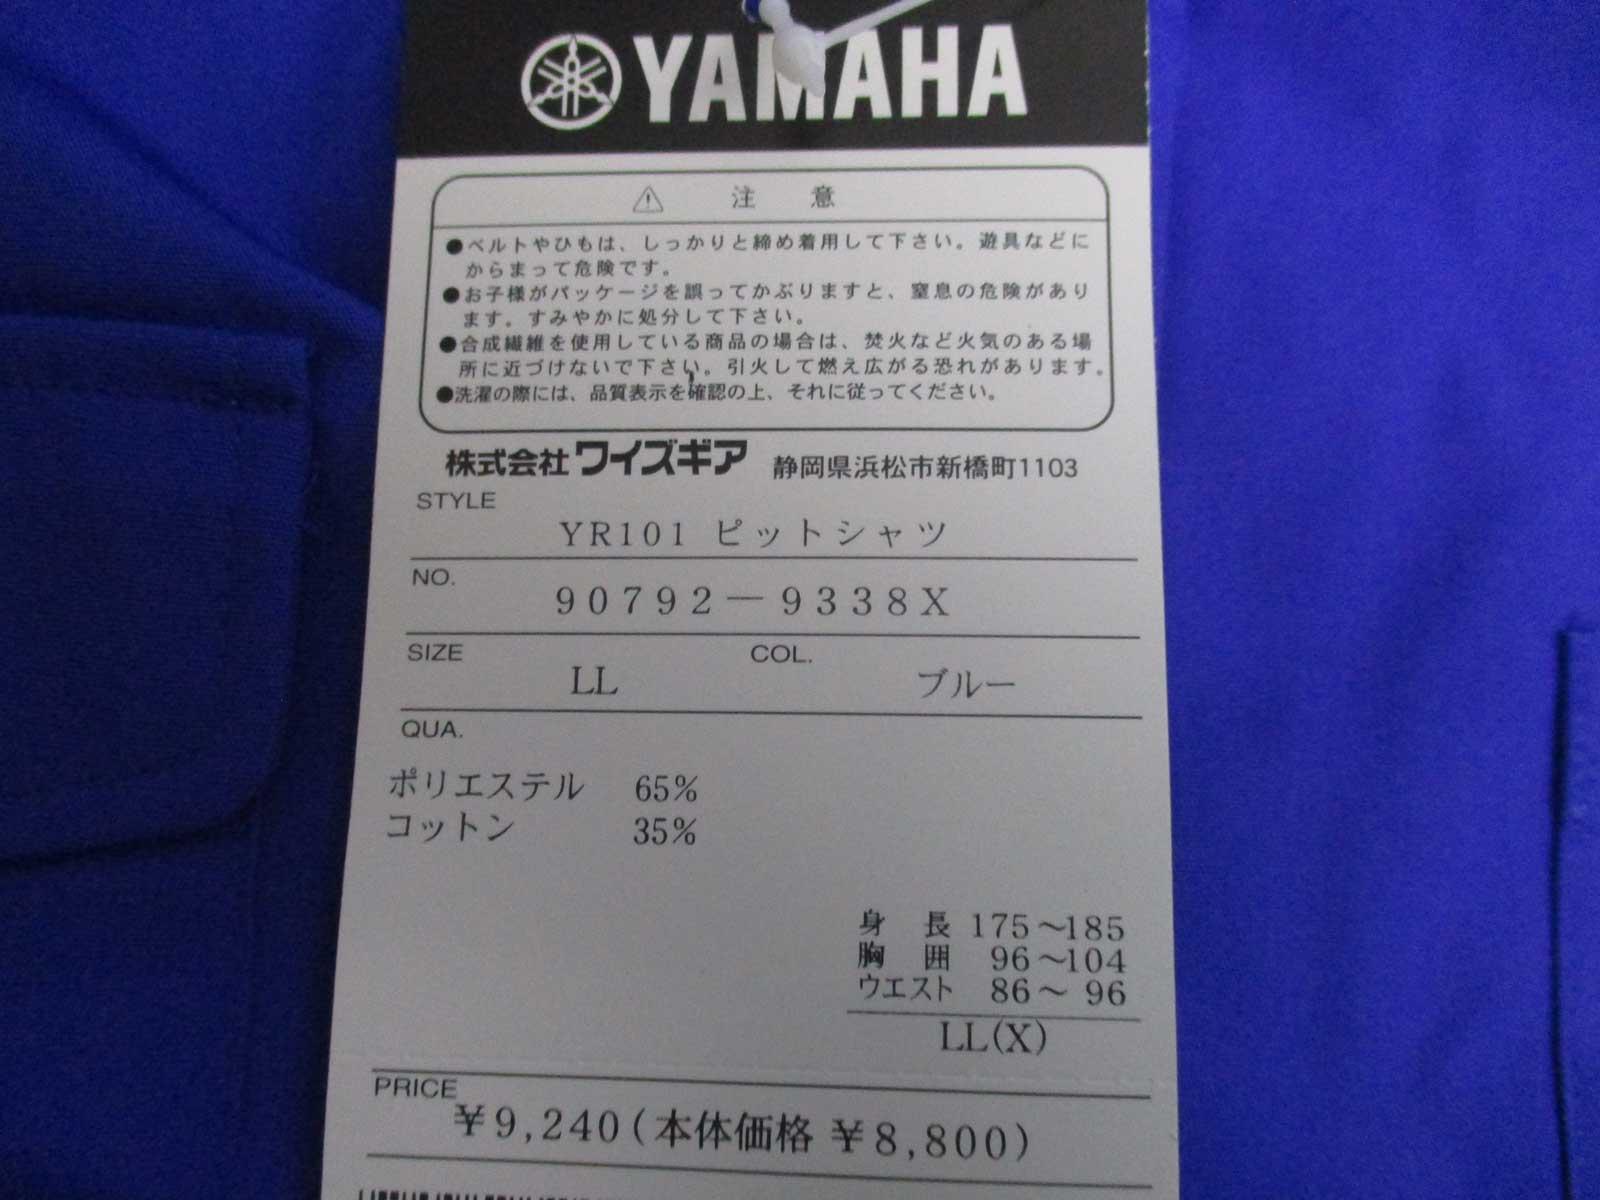 YAMAHA
注 意
●ベルトやひもは、しっかりと締め着用して下さい。遊具などに
からまって危険です。
●お子様がパッケージを誤ってかぶりますと、窒息の危険があり
ます。すみやかに処分して下さい。
●合成繊維を使用している商品の場合は、焚火など火気のある場
所に近づけないで下さい。引火して燃え広がる恐れがあります。
●洗濯の際には、品質表示を確認の上、それに従ってください。
株式会社ワイズギア 静岡県浜松市新橋町1103
STYLE
YR101 ピットシャツ
NO.
90792－9338X
SIZE COL.
LL ブルー
QUA.
ポリエステル 65%
コットン 35%
身 長 175～185
胸 囲 96～104
ウエスト 86～ 96
LL(X)
PRICE
￥9,240(本体価格 ￥8,800)